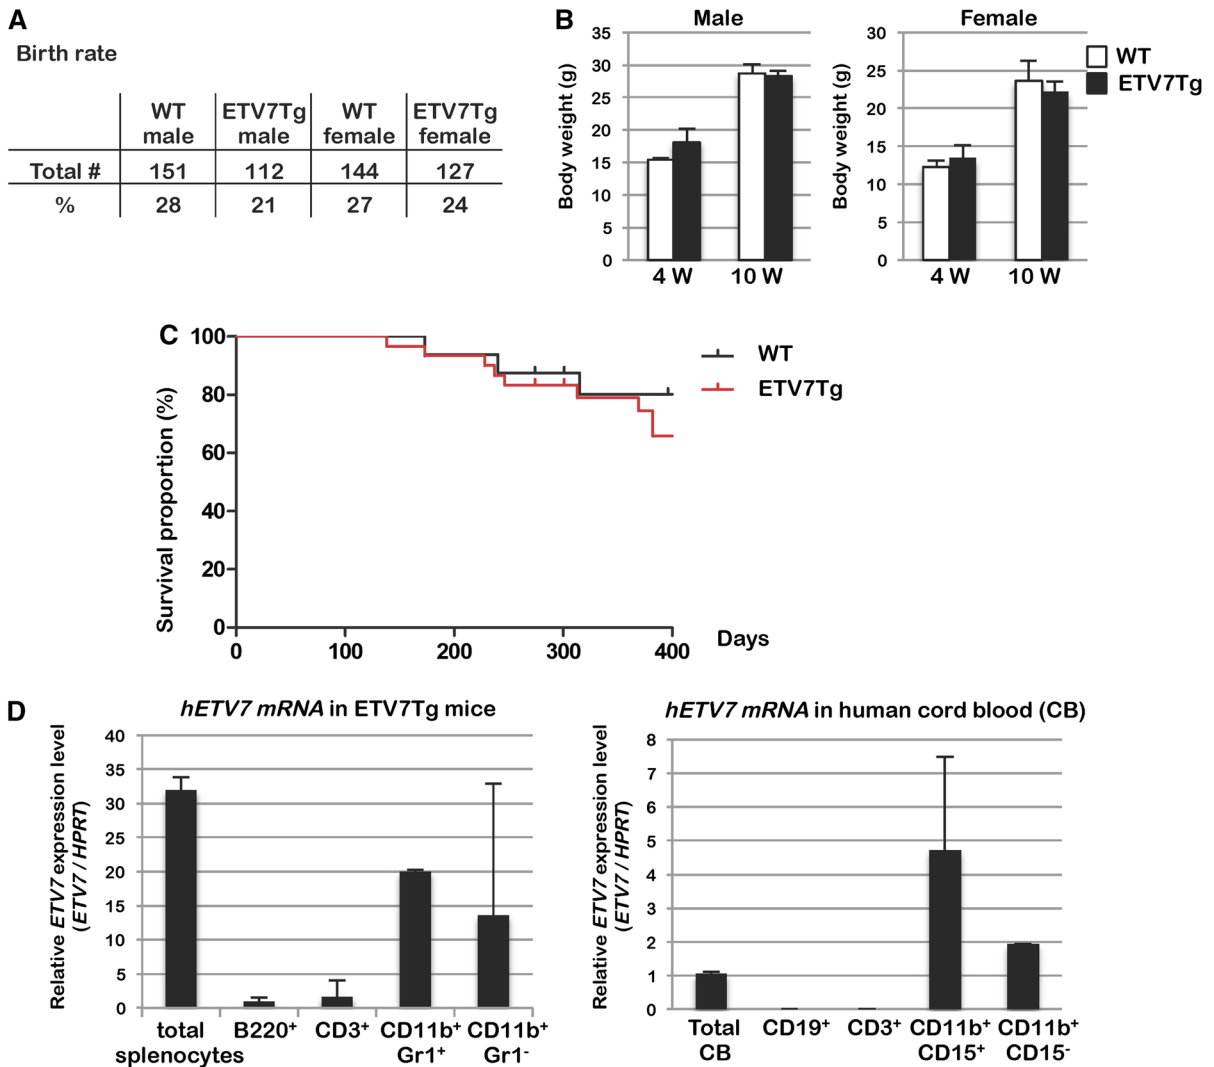 A
Birth rate
WT male ETV7Tg male WT female ETV7Tg female
Total # 151 112 144 127
% 28 21 27 24
B
Male
Body weight (g)
35
30
25
20
15
10
5
0
4 W 10 W
Female
Body weight (g)
30
25
20
15
10
5
0
4 W 10 W
WT
ETV7Tg
C
Survival proportion (%)
100
80
60
40
20
0
0 100 200 300 400
Days
WT
ETV7Tg
D
hETV7 mRNA in ETV7Tg mice
Relative ETV7 expression level
(ETV7 / HPRT)
40
35
30
25
20
15
10
5
0
total splenocytes B220+ CD3+ CD11b+ Gr1+ CD11b+ Gr1-
hETV7 mRNA in human cord blood (CB)
Relative ETV7 expression level
(ETV7 / HPRT)
8
7
6
5
4
3
2
1
0
Total CB CD19+ CD3+ CD11b+ CD15+ CD11b+ CD15-